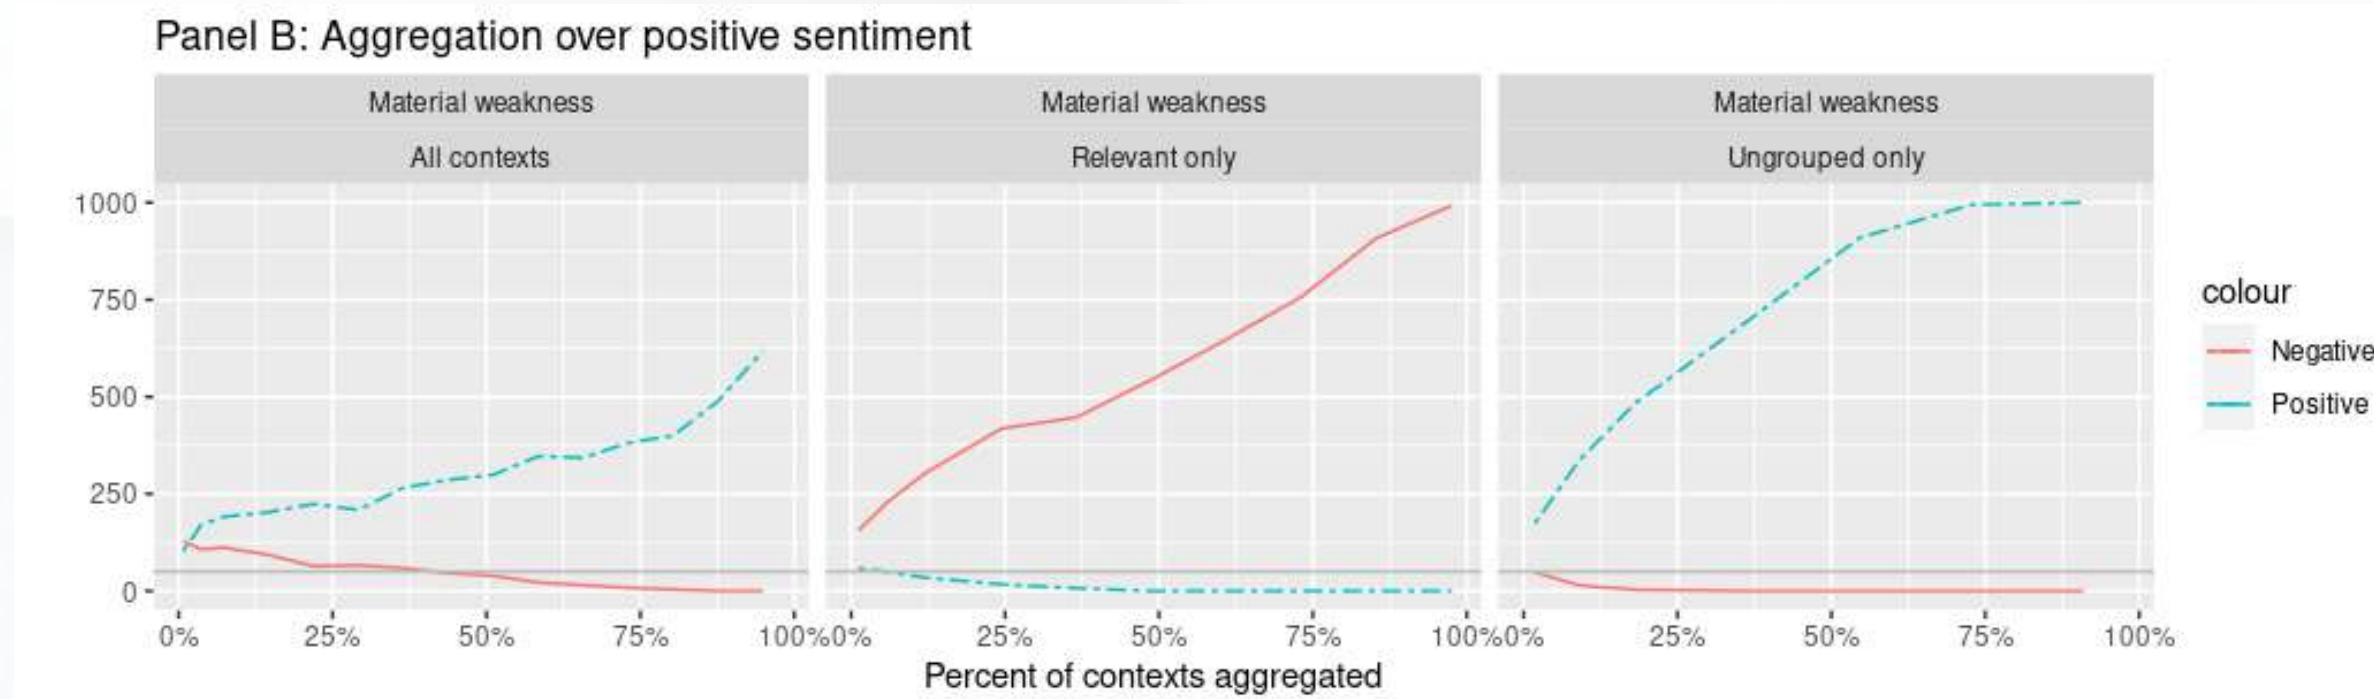 Panel B: Aggregation over positive sentiment
Material weakness Material weakness Material weakness
All contexts Relevant only Ungrouped only
1000
750
500
250
0
0% 25% 50% 75% 100% 0% 25% 50% 75% 100% 0% 25% 50% 75% 100%
Percent of contexts aggregated
colour
Negative
Positive